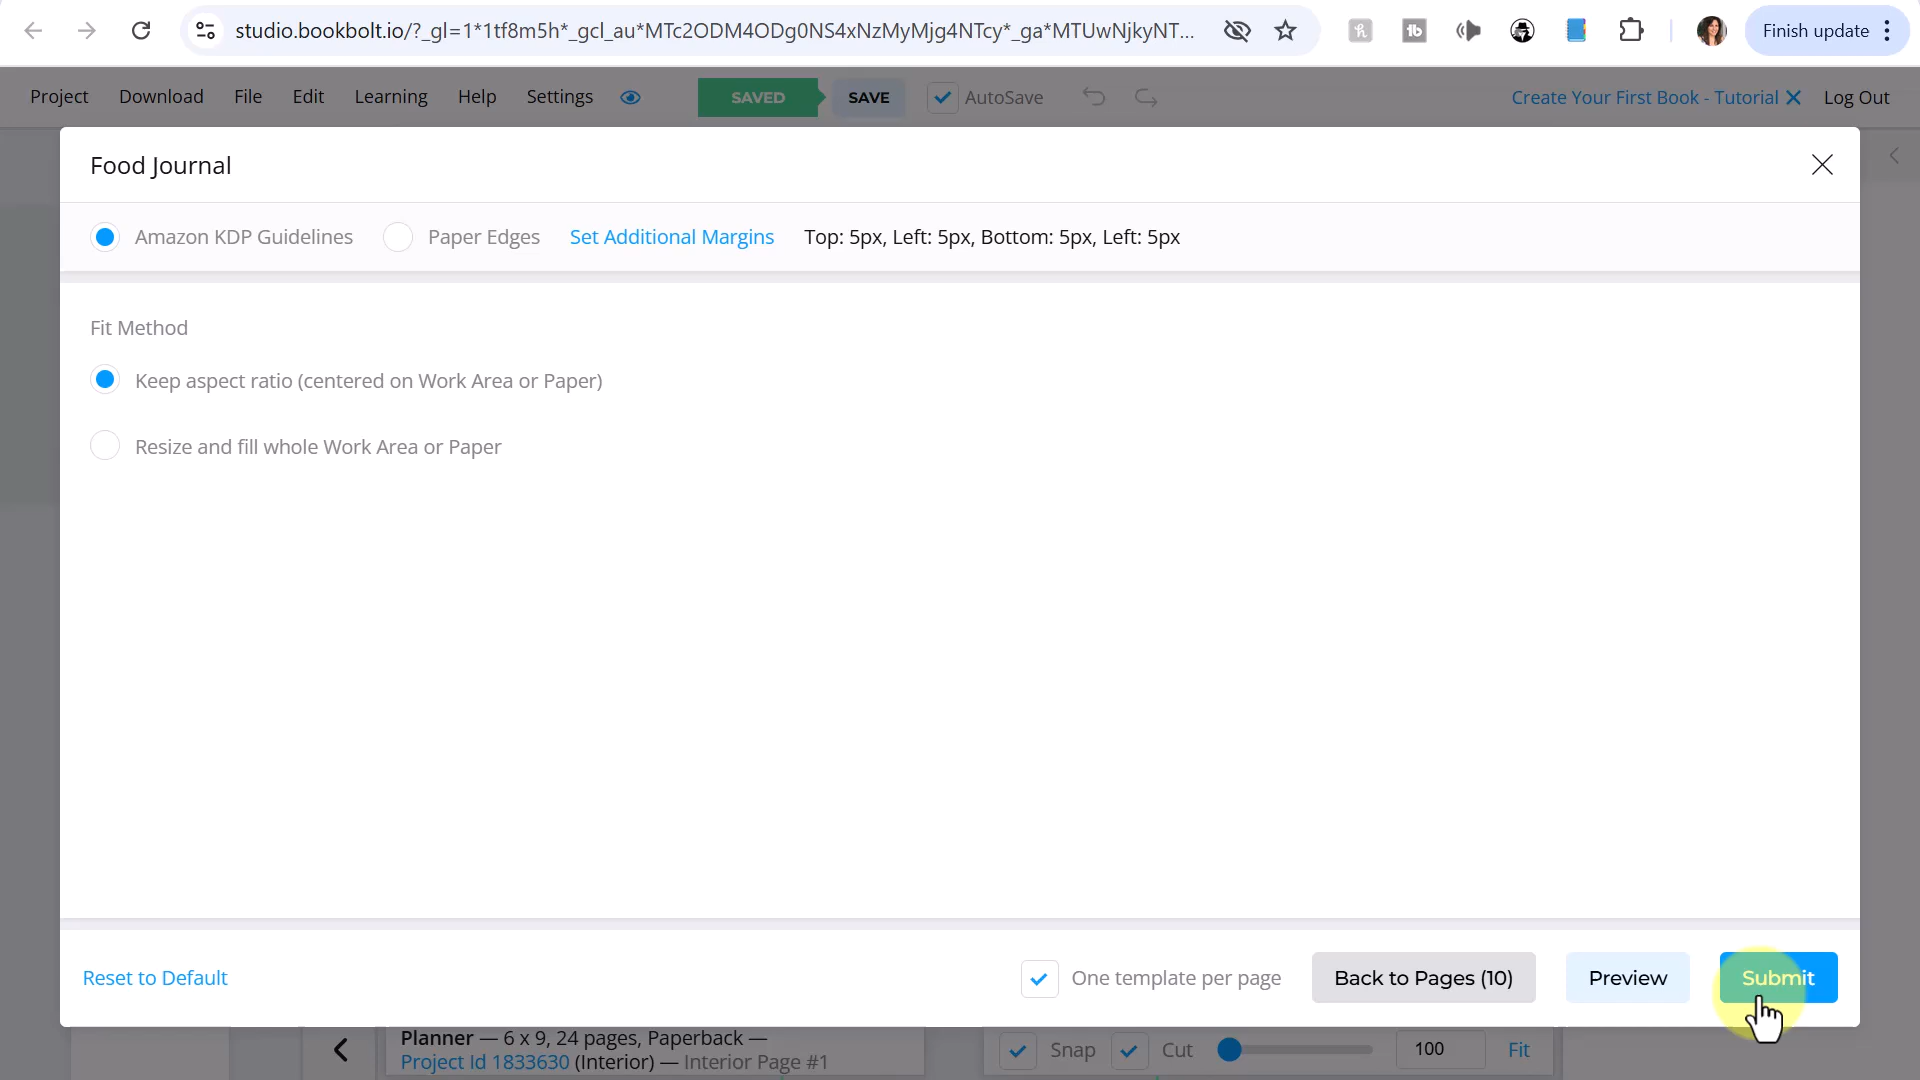 studio.bookbolt.io/?_gl=1*1tf8m5h*_gcl_au*MTc2ODM4ODg0NS4xNzMyMjg4NTcy*_ga*MTUwNjkyNT...
Finish update
Project Download File Edit Learning Help Settings SAVED SAVE AutoSave Create Your First Book - Tutorial Log Out
Food Journal
Amazon KDP Guidelines Paper Edges Set Additional Margins Top: 5px, Left: 5px, Bottom: 5px, Left: 5px
Fit Method
Keep aspect ratio (centered on Work Area or Paper)
Resize and fill whole Work Area or Paper
Reset to Default One template per page Back to Pages (10) Preview Submit
Planner — 6 x 9, 24 pages, Paperback —
Project Id 1833630 (Interior) — Interior Page #1
Snap Cut 100 Fit